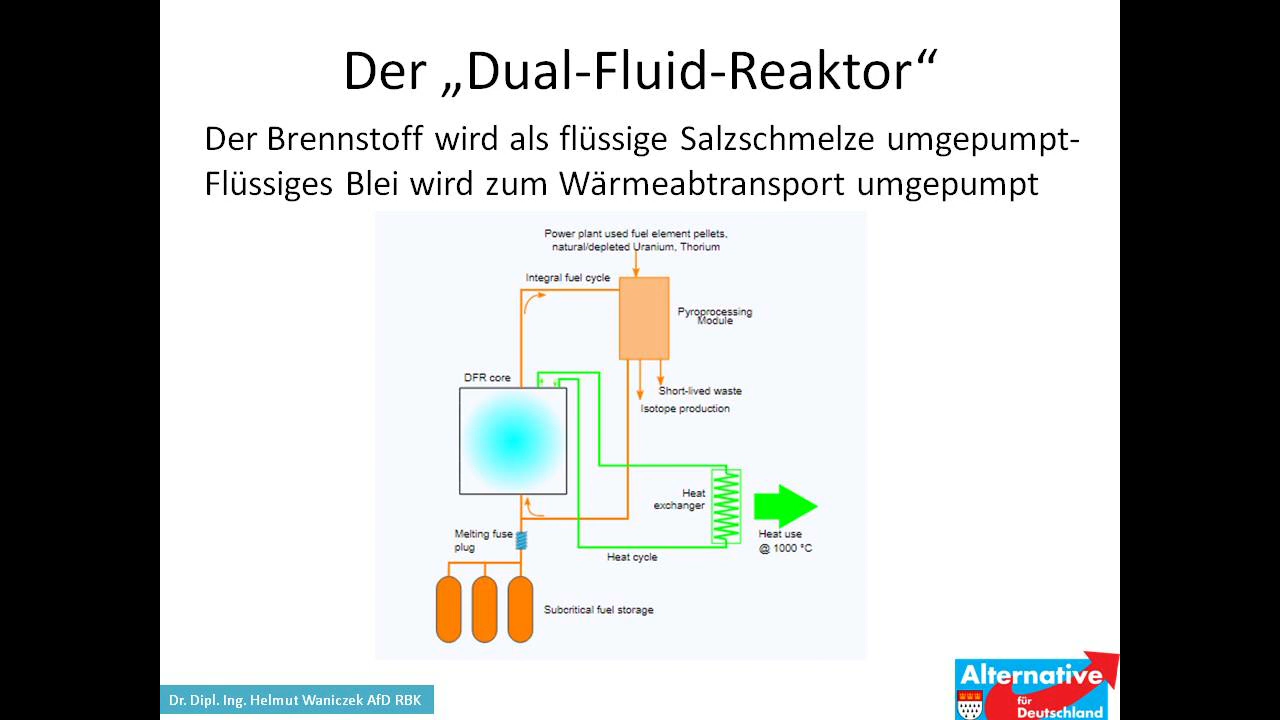 Der „Dual-Fluid-Reaktor“
Der Brennstoff wird als flüssige Salzschmelze umgepumpt-
Flüssiges Blei wird zum Wärmeabtransport umgepumpt
Power plant used fuel element pellets,
natural/depleted Uranium, Thorium
Integral fuel cycle
Pyroprocessing
Module
DFR core
Short-lived waste
Isotope production
Heat
exchanger
Melting fuse
plug
Heat use
@ 1000 °C
Heat cycle
Subcritical fuel storage
Dr. Dipl. Ing. Helmut Waniczek AfD RBK
Alternative
für
Deutschland